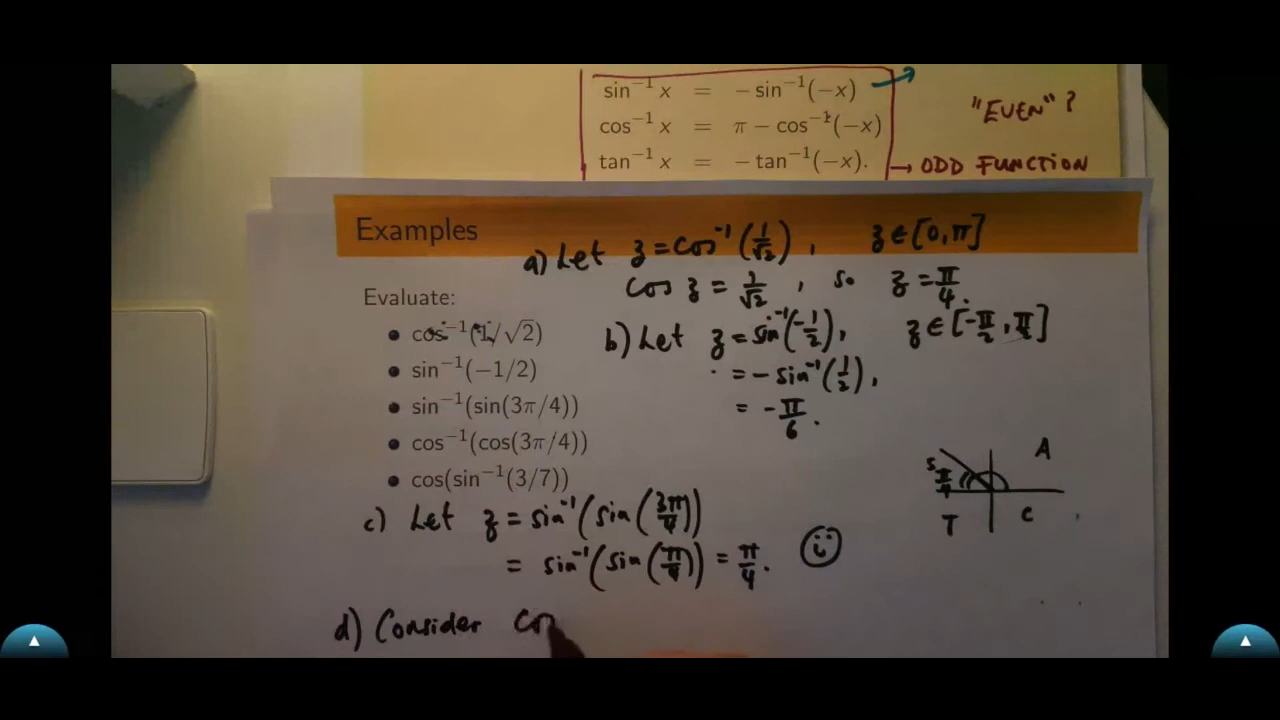 sin⁻¹ x = − sin⁻¹(−x)
"EVEN"?
cos⁻¹ x = π − cos⁻¹(−x)
tan⁻¹ x = − tan⁻¹(−x). → ODD FUNCTION
Examples
a) Let z = cos⁻¹(1/√2), z ∈ [0, π]
cos z = 1/√2, so z = π/4.
Evaluate:
• cos⁻¹(1/√2)
• sin⁻¹(−1/2)
• sin⁻¹(sin(3π/4))
• cos⁻¹(cos(3π/4))
• cos(sin⁻¹(3/7))
b) Let z = sin⁻¹(−1/2), z ∈ [−π/2, π/2]
= − sin⁻¹(1/2),
= − π/6.
S A
π/4
T C
c) Let z = sin⁻¹(sin(3π/4))
= sin⁻¹(sin(π/4)) = π/4.
d) Consider cos